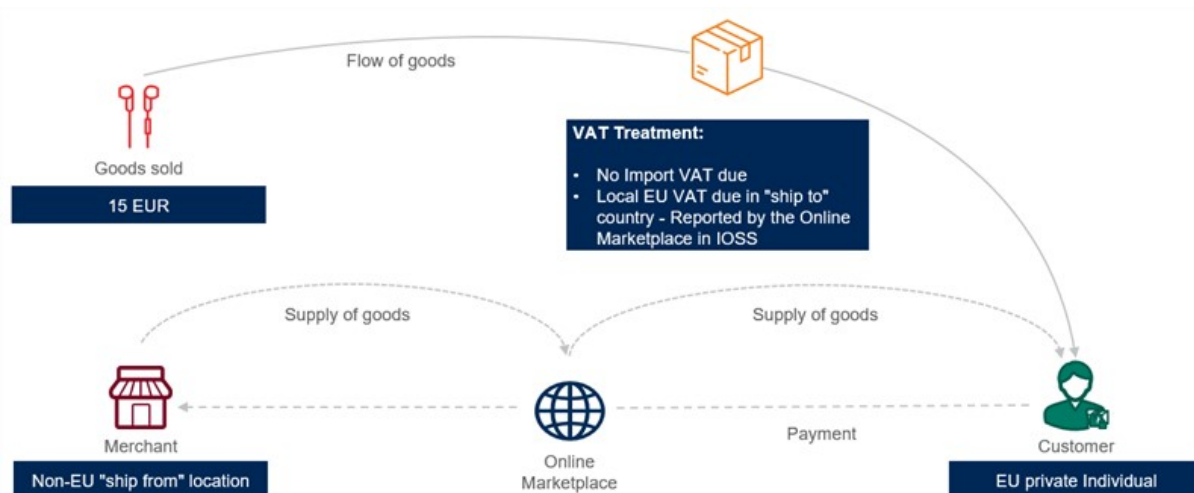 Flow of goods
Goods sold
15 EUR
VAT Treatment:
• No Import VAT due
• Local EU VAT due in "ship to"
country - Reported by the Online
Marketplace in IOSS
Supply of goods
Supply of goods
Merchant
Non-EU "ship from" location
Online
Marketplace
Payment
Customer
EU private Individual